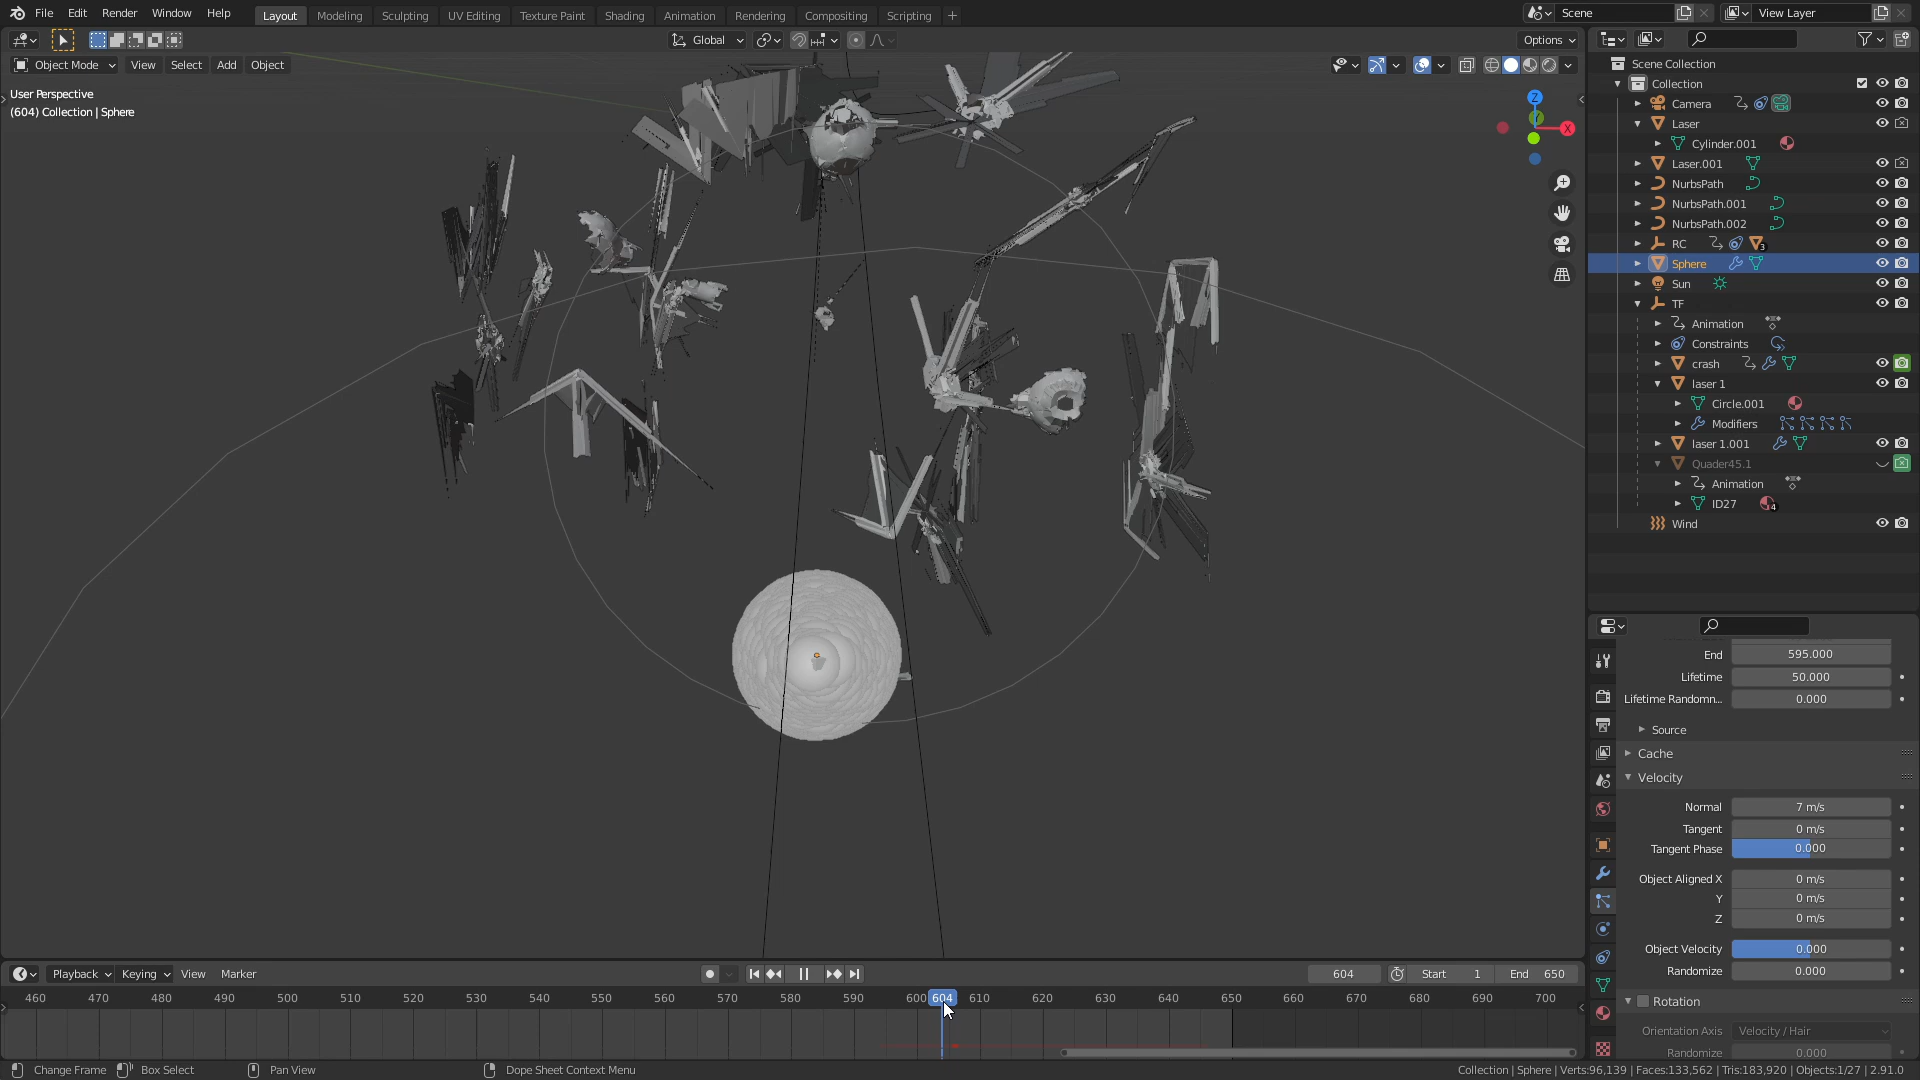 File Edit Render Window Help Layout Modeling Sculpting UV Editing Texture Paint Shading Animation Rendering Compositing Scripting + Scene View Layer
Global Options
Object Mode View Select Add Object
User Perspective
(604) Collection | Sphere
Z
X
Scene Collection
Collection
Camera
Laser
Cylinder.001
Laser.001
NurbsPath
NurbsPath.001
NurbsPath.002
RC 3
Sphere
Sun
TF
Animation
Constraints
crash
laser 1
Circle.001
Modifiers
laser 1.001
Quader45.1
Animation
ID27 4
Wind
End 595.000
Lifetime 50.000
Lifetime Randomn... 0.000
Source
Cache
Velocity
Normal 7 m/s
Tangent 0 m/s
Tangent Phase 0.000
Object Aligned X 0 m/s
Y 0 m/s
Z 0 m/s
Object Velocity 0.000
Randomize 0.000
Rotation
Orientation Axis Velocity / Hair
Randomize 0.000
Playback Keying View Marker 604 Start 1 End 650
460 470 480 490 500 510 520 530 540 550 560 570 580 590 600 604 610 620 630 640 650 660 670 680 690 700
Change Frame Box Select Pan View Dope Sheet Context Menu Collection | Sphere | Verts:96,139 | Faces:133,562 | Tris:183,920 | Objects:1/27 | 2.91.0